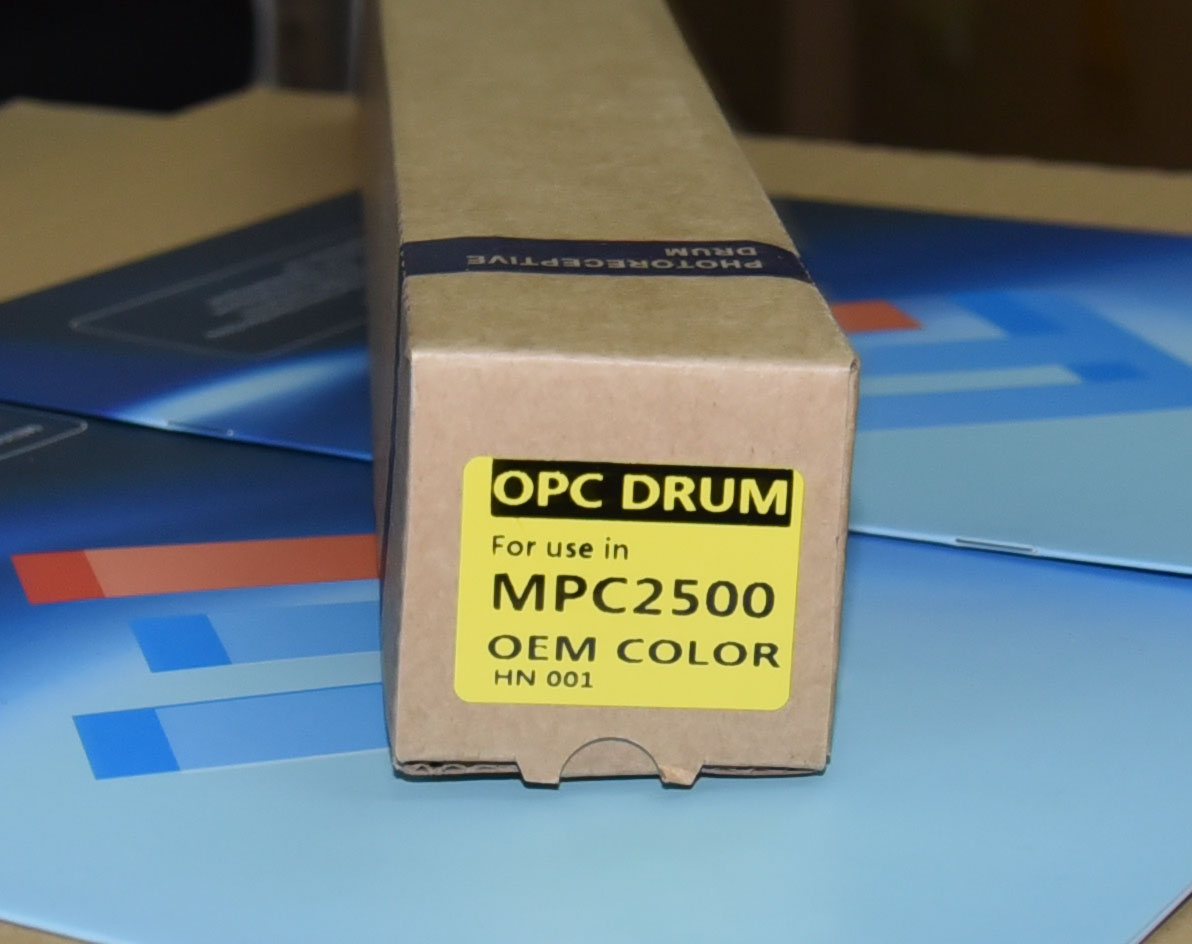 PHOTORECEPTIVE
DRUM
OPC DRUM
For use in
MPC2500
OEM COLOR
HN 001